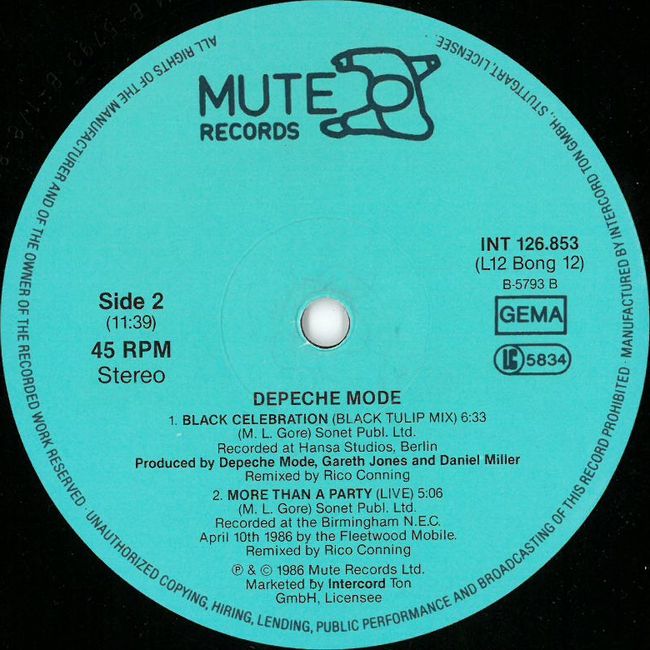 MUTE
RECORDS
INT 126.853
(L12 Bong 12)
B-5793 B
GEMA
LC 5834
Side 2
(11:39)
45 RPM
Stereo
DEPECHE MODE
1. BLACK CELEBRATION (BLACK TULIP MIX) 6:33
(M. L. Gore) Sonet Publ. Ltd.
Recorded at Hansa Studios, Berlin
Produced by Depeche Mode, Gareth Jones and Daniel Miller
Remixed by Rico Conning
2. MORE THAN A PARTY (LIVE) 5:06
(M. L. Gore) Sonet Publ. Ltd.
Recorded at the Birmingham N.E.C.
April 10th 1986 by the Fleetwood Mobile.
Remixed by Rico Conning
℗ & © 1986 Mute Records Ltd.
Marketed by Intercord Ton
GmbH, Licensee
ALL RIGHTS OF THE MANUFACTURER AND OF THE OWNER OF THE RECORDED WORK RESERVED · UNAUTHORIZED COPYING, HIRING, LENDING, PUBLIC PERFORMANCE AND BROADCASTING OF THIS RECORD PROHIBITED · MANUFACTURED BY INTERCORD TON GMBH, STUTTGART, LICENSEE.